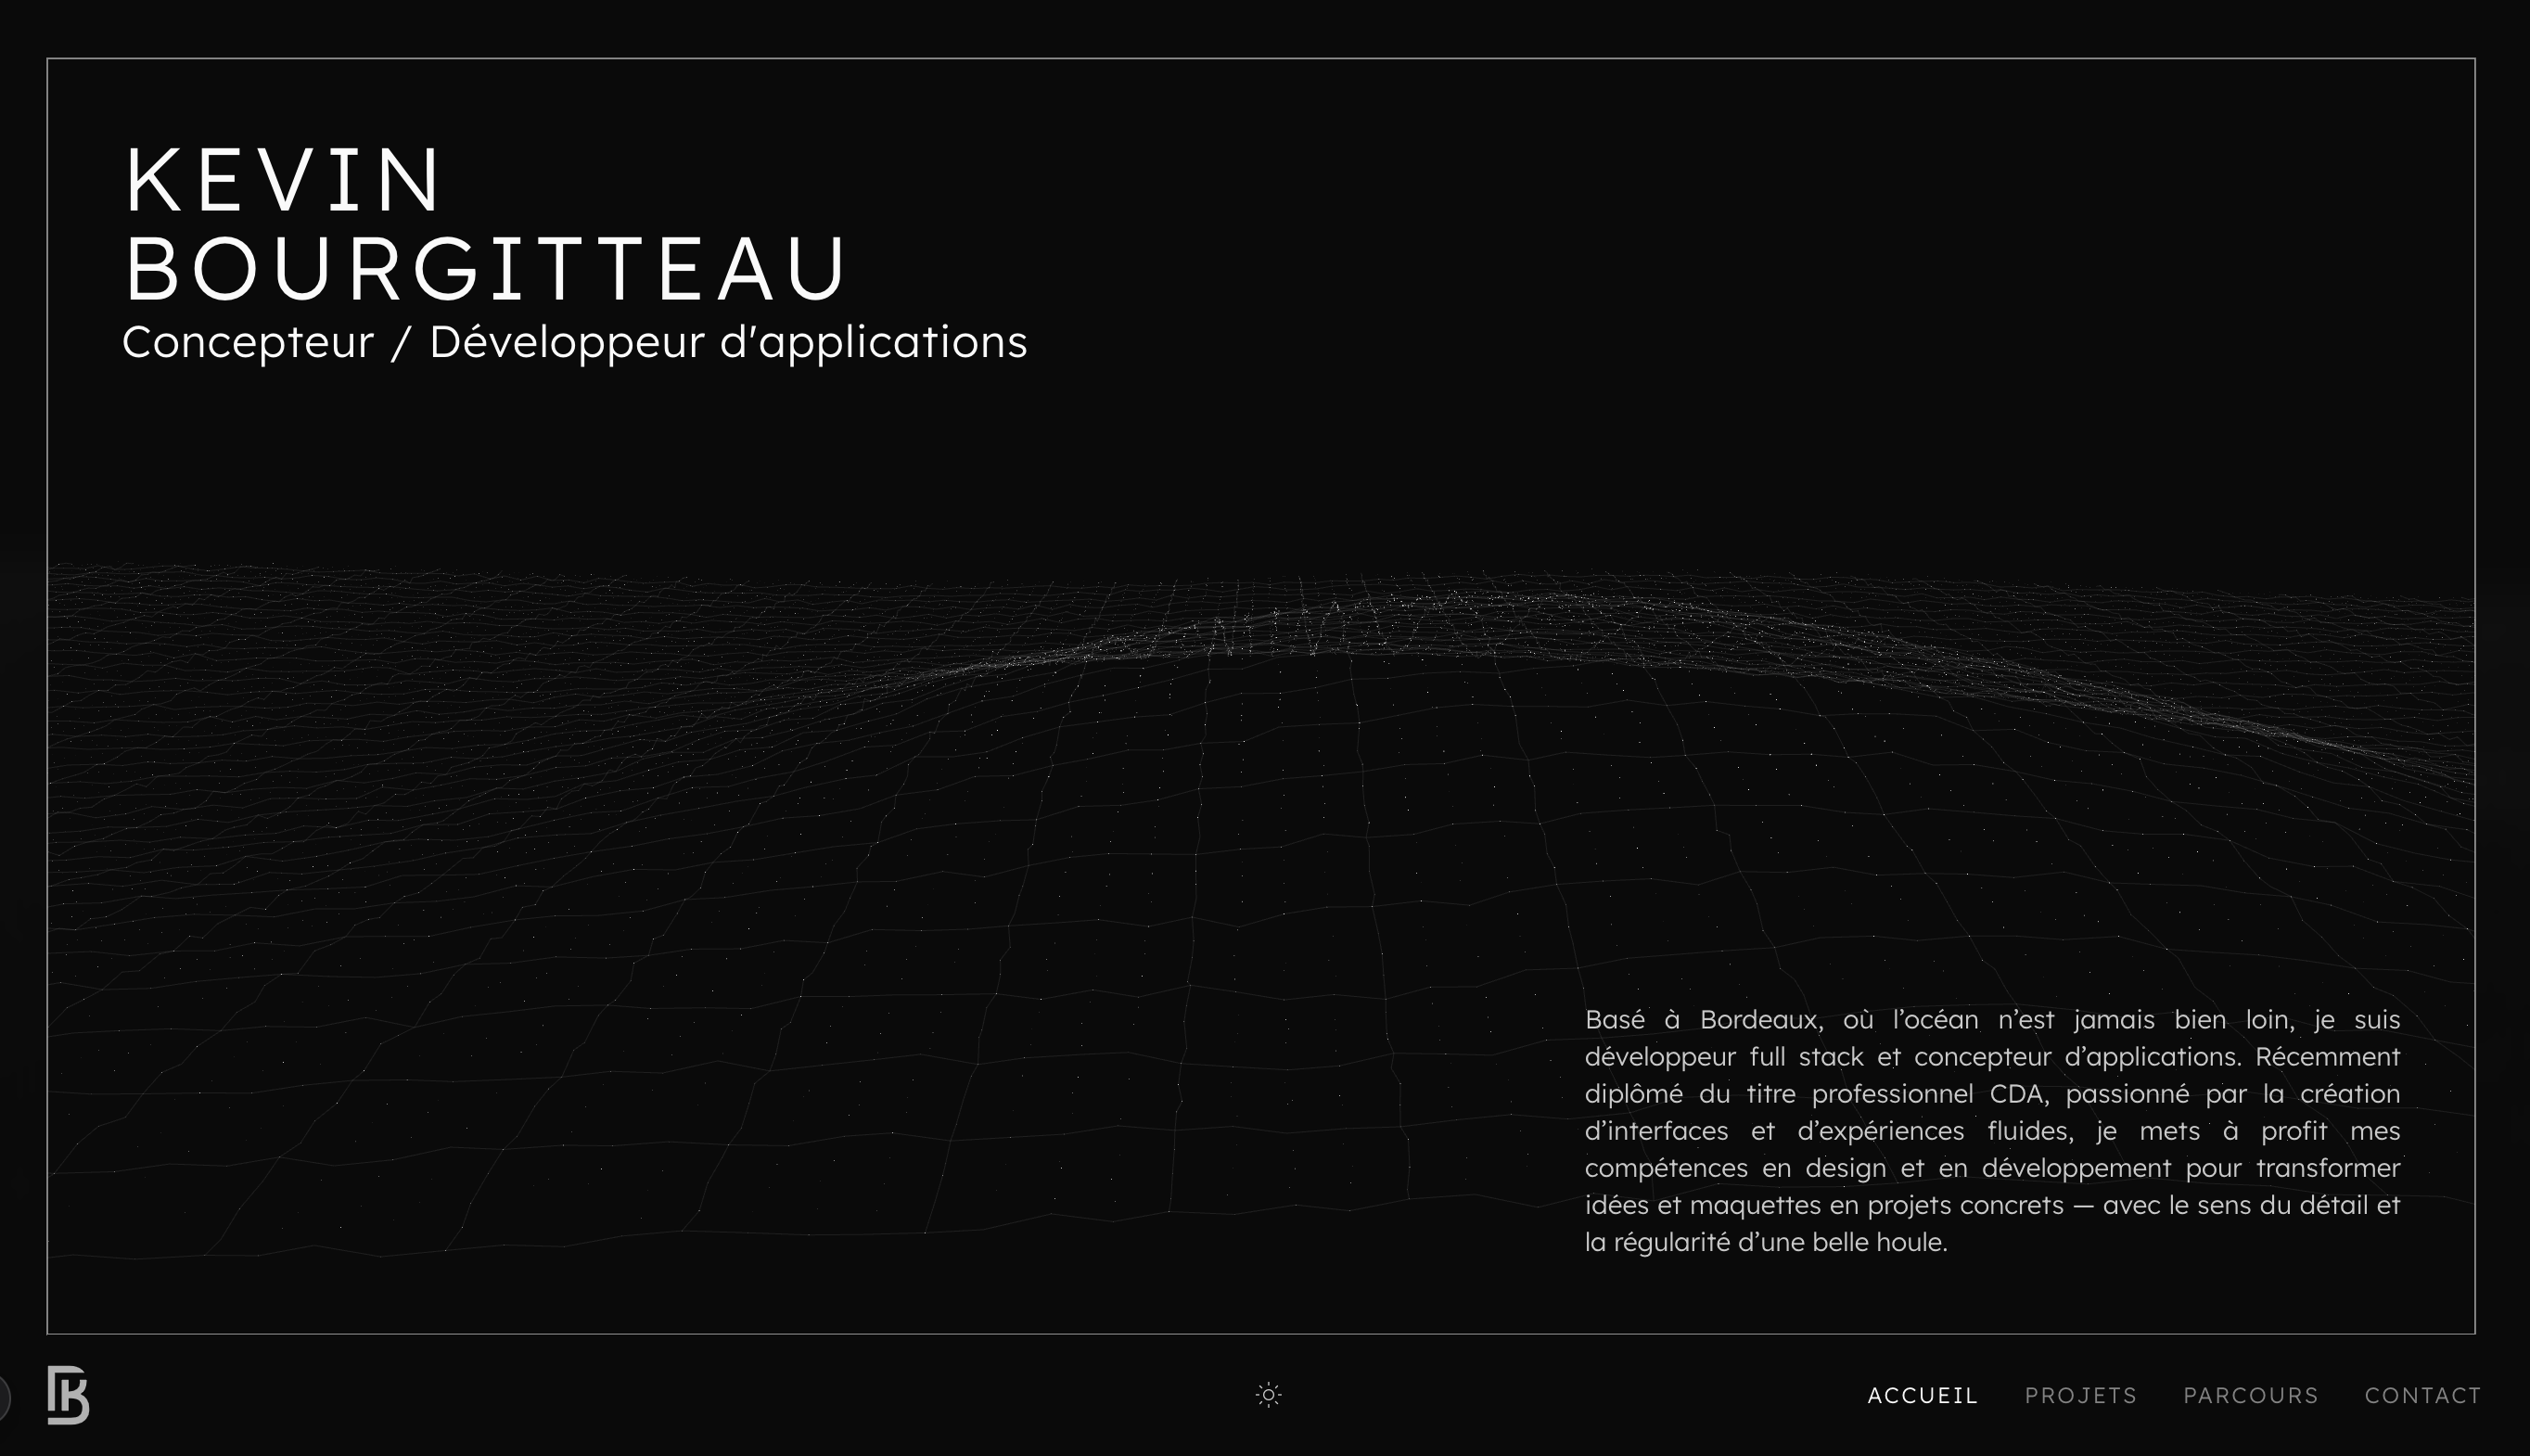 KEVIN
BOURGITTEAU
Concepteur / Développeur d'applications
Basé à Bordeaux, où l’océan n’est jamais bien loin, je suis
développeur full stack et concepteur d’applications. Récemment
diplômé du titre professionnel CDA, passionné par la création
d’interfaces et d’expériences fluides, je mets à profit mes
compétences en design et en développement pour transformer
idées et maquettes en projets concrets — avec le sens du détail et
la régularité d’une belle houle.
ACCUEIL PROJETS PARCOURS CONTACT